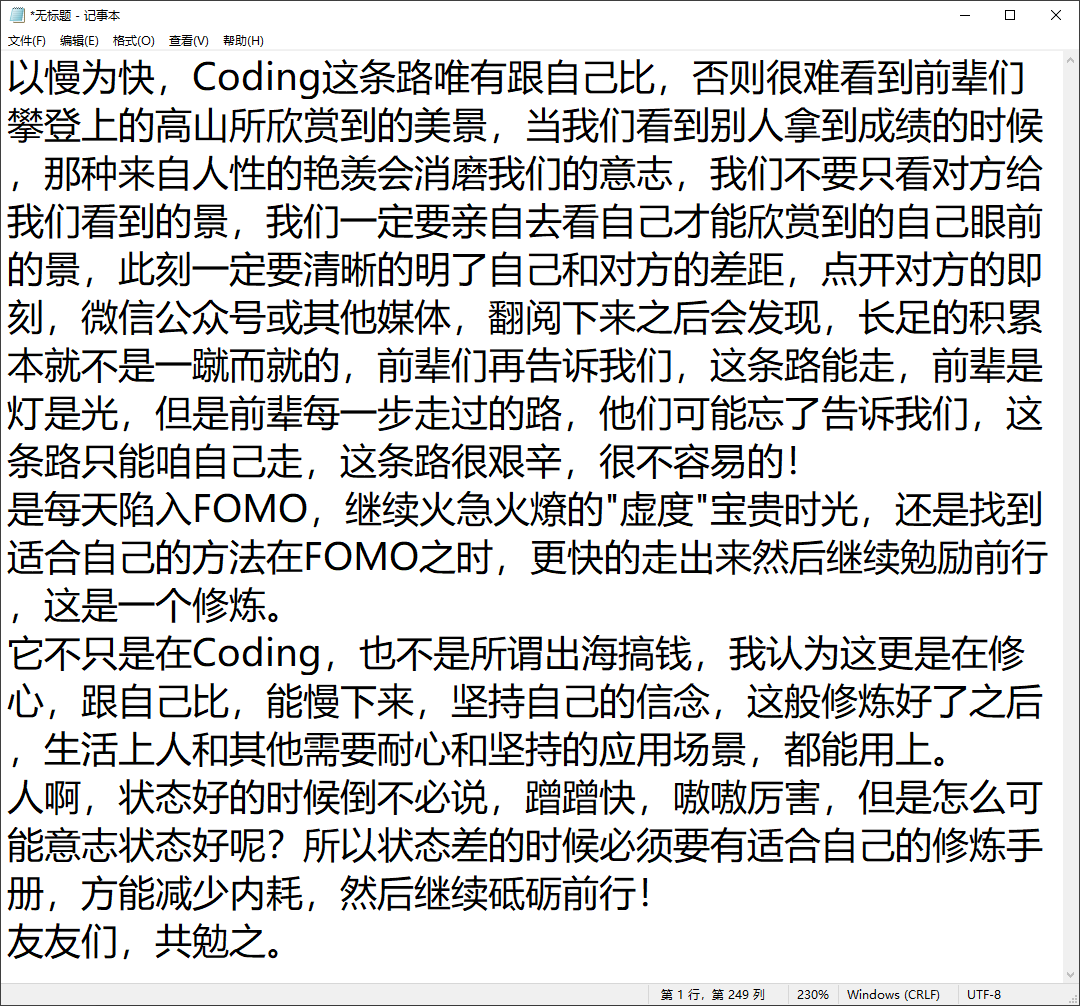 *无标题 - 记事本
文件(F) 编辑(E) 格式(O) 查看(V) 帮助(H)
以慢为快，Coding这条路唯有跟自己比，否则很难看到前辈们
攀登上的高山所欣赏到的美景，当我们看到别人拿到成绩的时候
，那种来自人性的艳羡会消磨我们的意志，我们不要只看对方给
我们看到的景，我们一定要亲自去看自己才能欣赏到的自己眼前
的景，此刻一定要清晰的明了自己和对方的差距，点开对方的即
刻，微信公众号或其他媒体，翻阅下来之后会发现，长足的积累
本就不是一蹴而就的，前辈们再告诉我们，这条路能走，前辈是
灯是光，但是前辈每一步走过的路，他们可能忘了告诉我们，这
条路只能咱自己走，这条路很艰辛，很不容易的！
是每天陷入FOMO，继续火急火燎的"虚度"宝贵时光，还是找到
适合自己的方法在FOMO之时，更快的走出来然后继续勉励前行
，这是一个修炼。
它不只是在Coding，也不是所谓出海搞钱，我认为这更是在修
心，跟自己比，能慢下来，坚持自己的信念，这般修炼好了之后
，生活上人和其他需要耐心和坚持的应用场景，都能用上。
人啊，状态好的时候倒不必说，蹭蹭快，嗷嗷厉害，但是怎么可
能意志状态好呢？所以状态差的时候必须要有适合自己的修炼手
册，方能减少内耗，然后继续砥砺前行！
友友们，共勉之。
第 1 行，第 249 列 230% Windows (CRLF) UTF-8